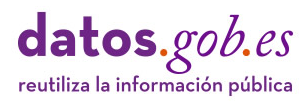 datos.gob.es
reutiliza la información pública